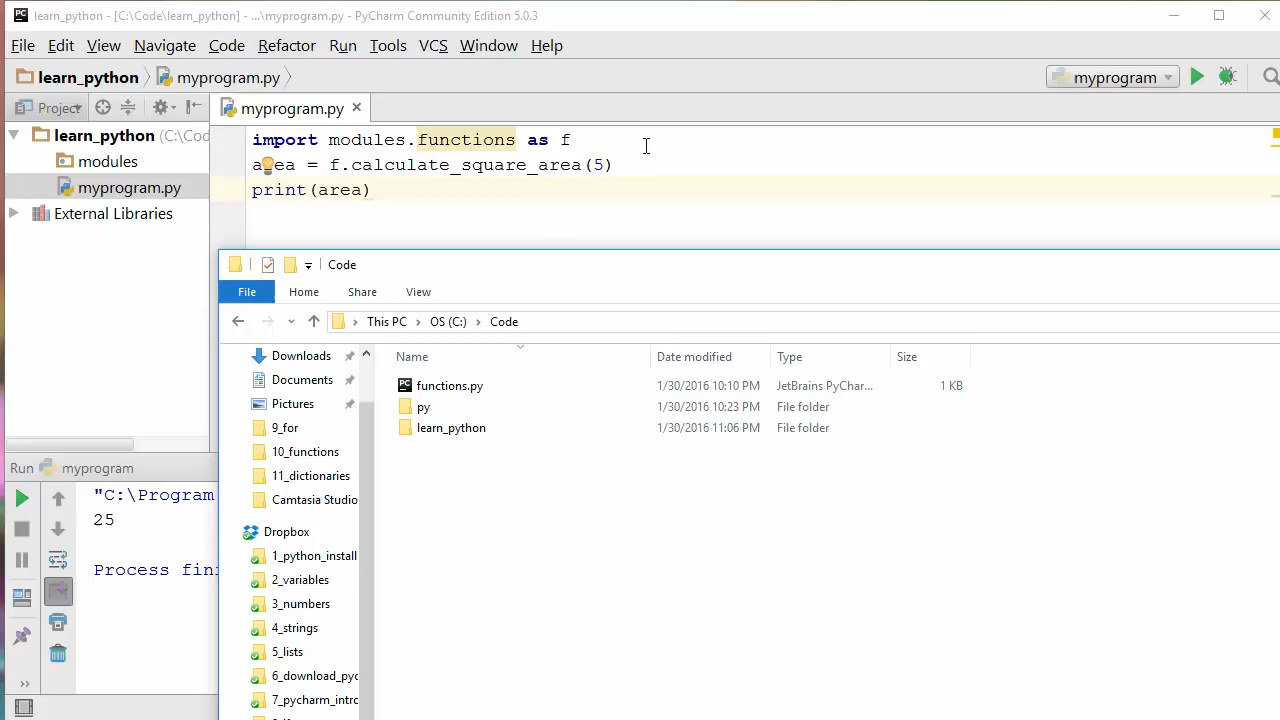 learn_python - [C:\Code\learn_python] - ...\myprogram.py - PyCharm Community Edition 5.0.3
File Edit View Navigate Code Refactor Run Tools VCS Window Help
learn_python myprogram.py myprogram
Project myprogram.py
learn_python (C:\Cod
modules
myprogram.py
External Libraries
import modules.functions as f
area = f.calculate_square_area(5)
print(area)
Code
File Home Share View
This PC OS (C:) Code
Downloads
Documents
Pictures
9_for
10_functions
11_dictionaries
Camtasia Studio
Dropbox
1_python_install
2_variables
3_numbers
4_strings
5_lists
6_download_pyc
7_pycharm_intro
Name Date modified Type Size
functions.py 1/30/2016 10:10 PM JetBrains PyChar... 1 KB
py 1/30/2016 10:23 PM File folder
learn_python 1/30/2016 11:06 PM File folder
Run myprogram
"C:\Program
25
Process fin